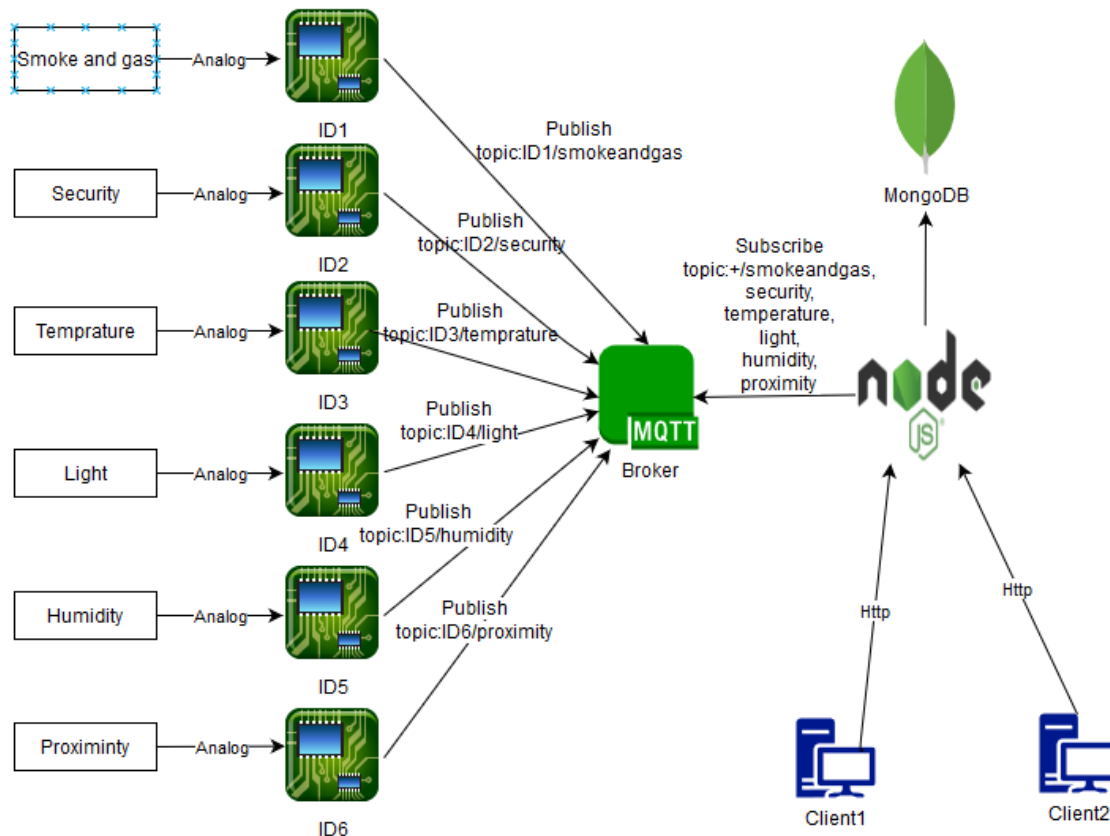 Smoke and gas
Analog
ID1
Publish
topic:ID1/smokeandgas
Security
Analog
ID2
Publish
topic:ID2/security
Temprature
Analog
ID3
Publish
topic:ID3/temprature
Light
Analog
ID4
Publish
topic:ID4/light
Humidity
Analog
ID5
Publish
topic:ID5/humidity
Proximinty
Analog
ID6
Publish
topic:ID6/proximity
MQTT
Broker
Subscribe
topic:+/smokeandgas,
security,
temperature,
light,
humidity,
proximity
MongoDB
node
JS
Http
Http
Client1
Client2